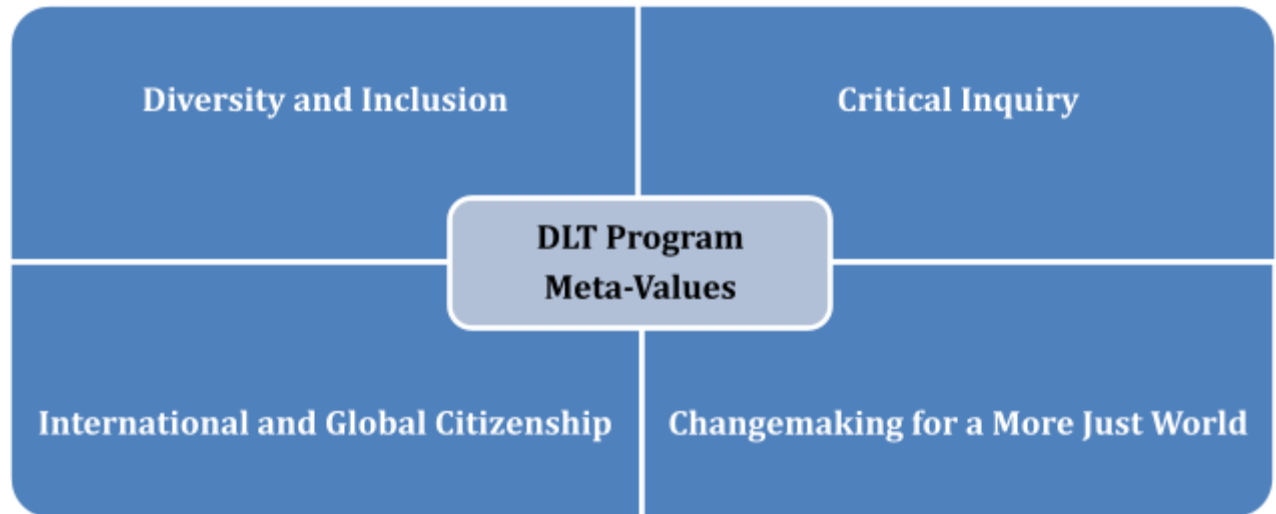 Diversity and Inclusion
Critical Inquiry
DLT Program
Meta-Values
International and Global Citizenship
Changemaking for a More Just World